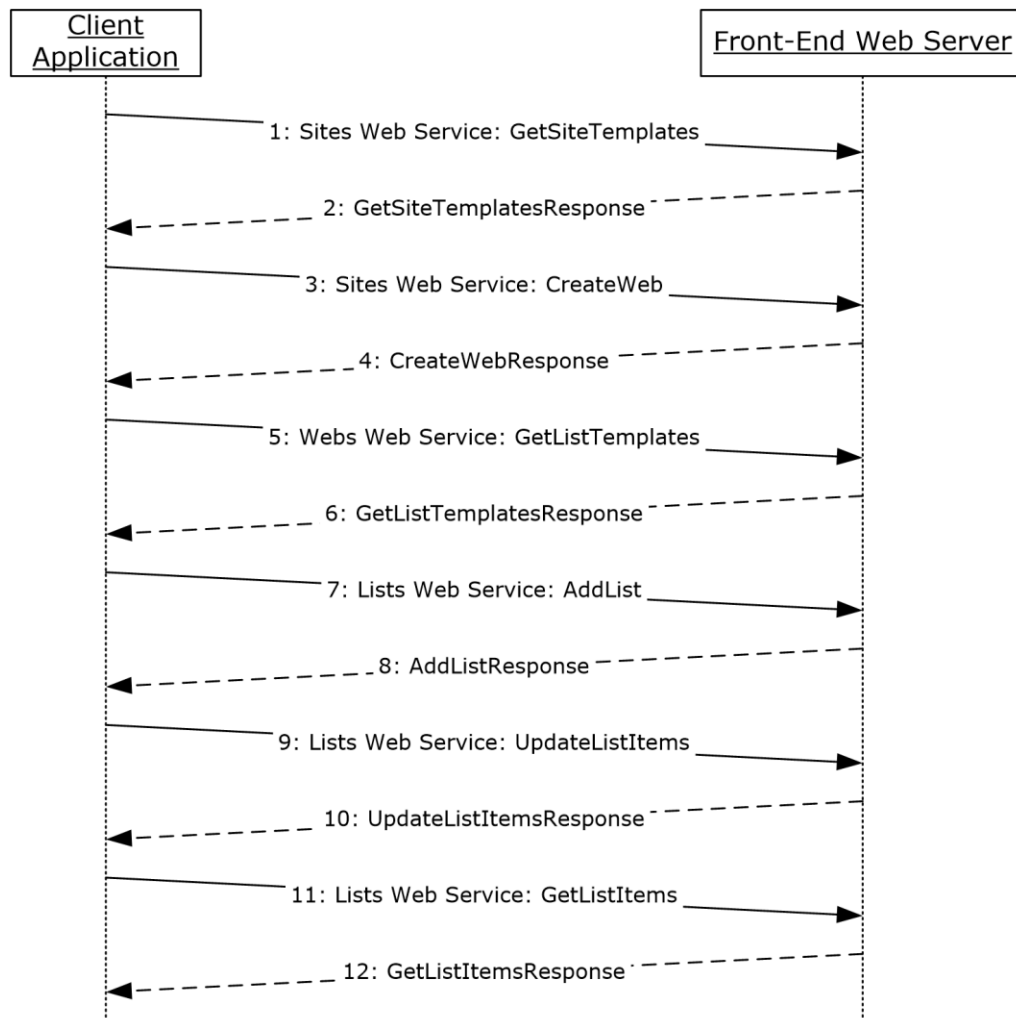 Client
Application
Front-End Web Server
1: Sites Web Service: GetSiteTemplates
2: GetSiteTemplatesResponse
3: Sites Web Service: CreateWeb
4: CreateWebResponse
5: Webs Web Service: GetListTemplates
6: GetListTemplatesResponse
7: Lists Web Service: AddList
8: AddListResponse
9: Lists Web Service: UpdateListItems
10: UpdateListItemsResponse
11: Lists Web Service: GetListItems
12: GetListItemsResponse